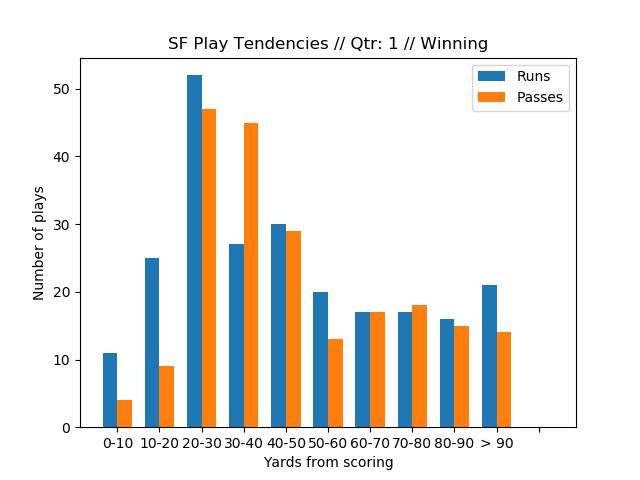 SF Play Tendencies // Qtr: 1 // Winning
Runs
Passes
Number of plays
50
40
30
20
10
0
0-10 10-20 20-30 30-40 40-50 50-60 60-70 70-80 80-90 > 90
Yards from scoring